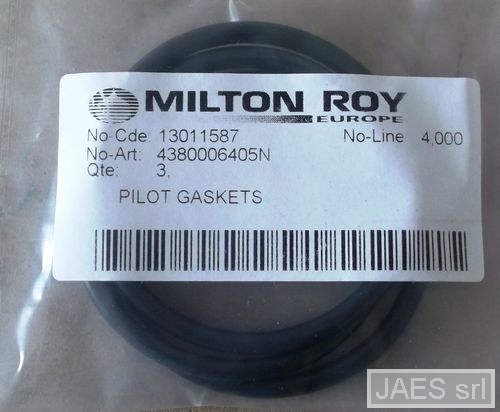 MILTON ROY
EUROPE
No Cde: 13011587 No-Line 4,000
No-Art: 4380006405N
Qte: 3,
PILOT GASKETS
JAES srl